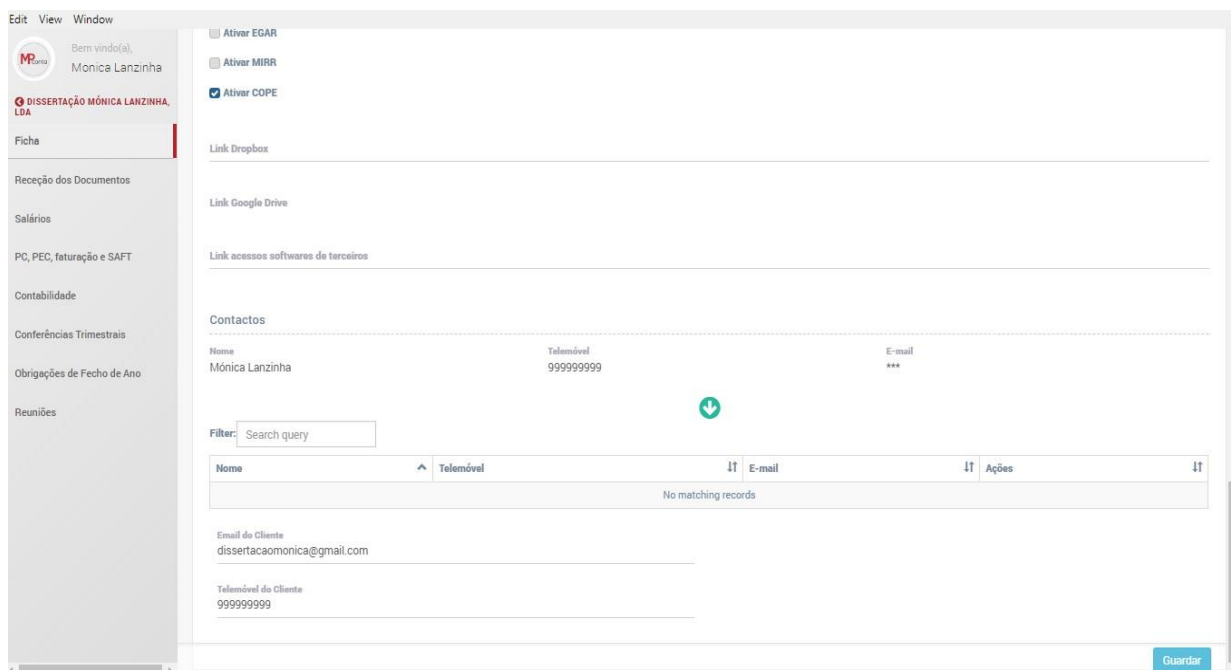 Edit View Window
MPconta
Bem vindo(a),
Monica Lanzinha
DISSERTAÇÃO MÓNICA LANZINHA,
LDA
Ficha
Receção dos Documentos
Salários
PC, PEC, faturação e SAFT
Contabilidade
Conferências Trimestrais
Obrigações de Fecho de Ano
Reuniões
Ativar EGAR
Ativar MIRR
Ativar COPE
Link Dropbox
Link Google Drive
Link acessos softwares de terceiros
Contactos
Nome Telemóvel E-mail
Mónica Lanzinha 999999999 ***
Filter: Search query
Nome Telemóvel E-mail Ações
No matching records
Email do Cliente
dissertacaomonica@gmail.com
Telemóvel do Cliente
999999999
Guardar